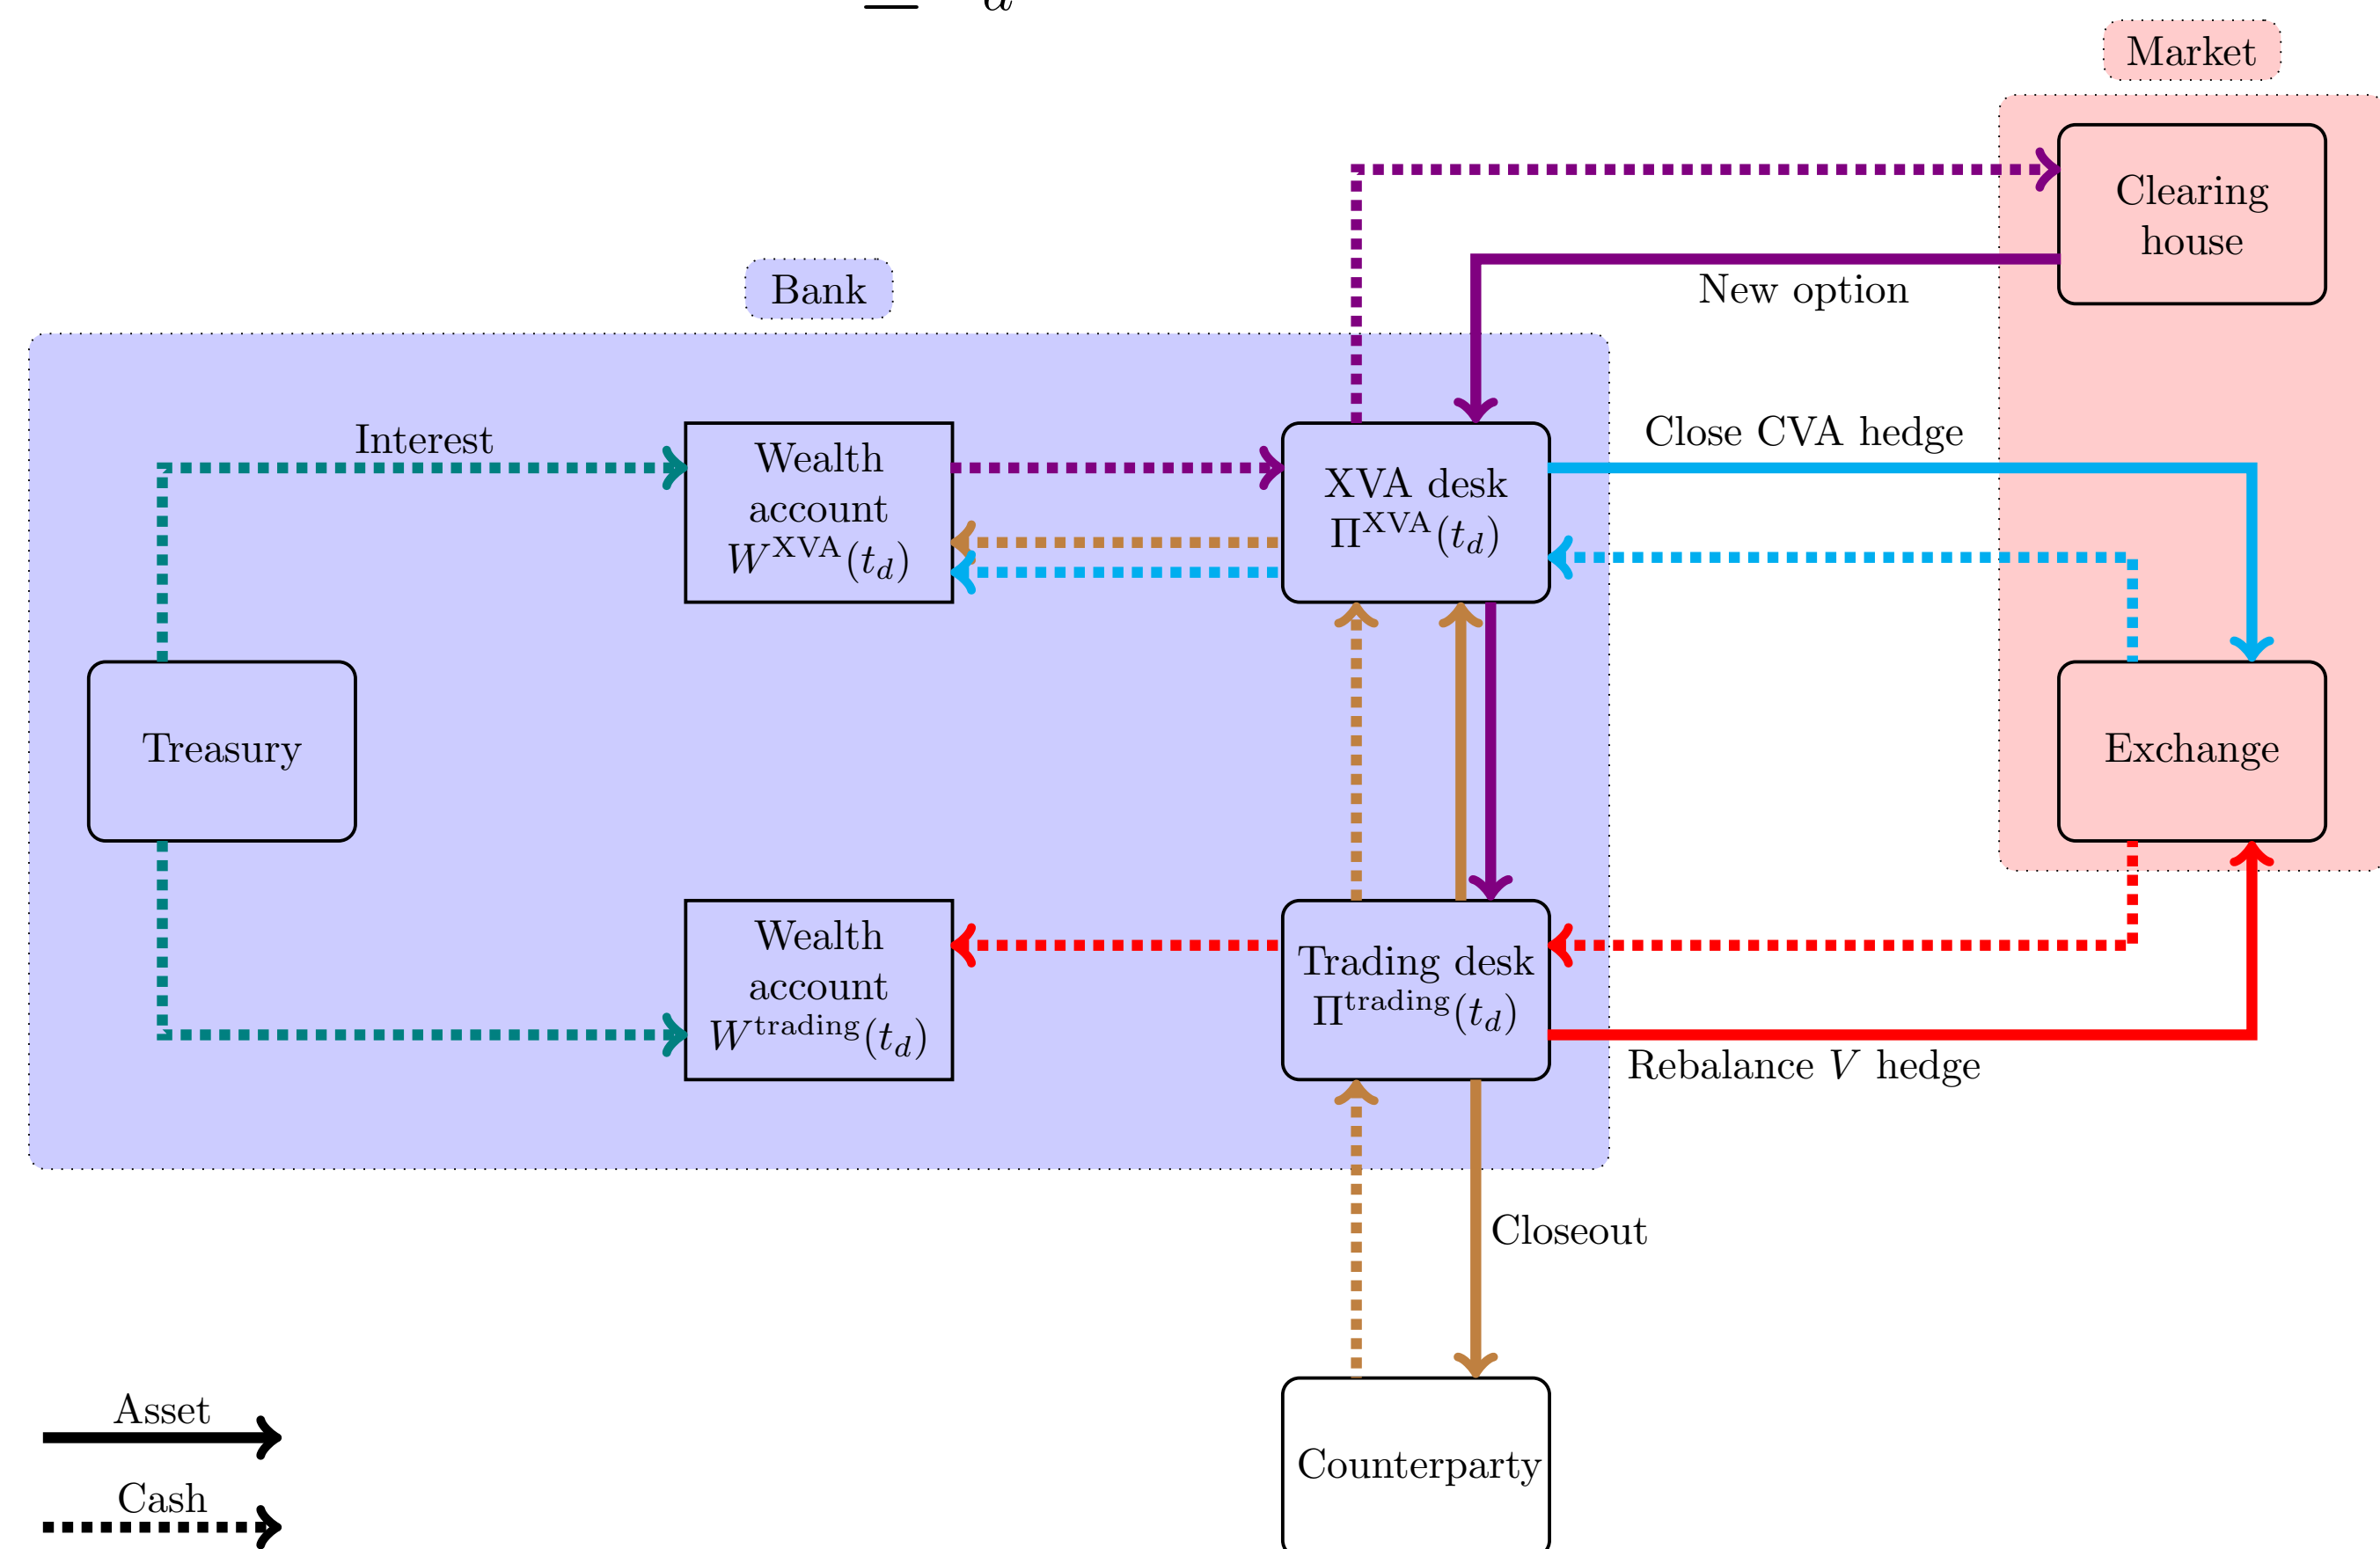 Market
Clearing
house
New option
Bank
Close CVA hedge
Interest
Wealth
account
W^XVA(t_d)
XVA desk
Π^XVA(t_d)
Treasury
Exchange
Wealth
account
W^trading(t_d)
Trading desk
Π^trading(t_d)
Rebalance V hedge
Closeout
Asset
Cash
Counterparty